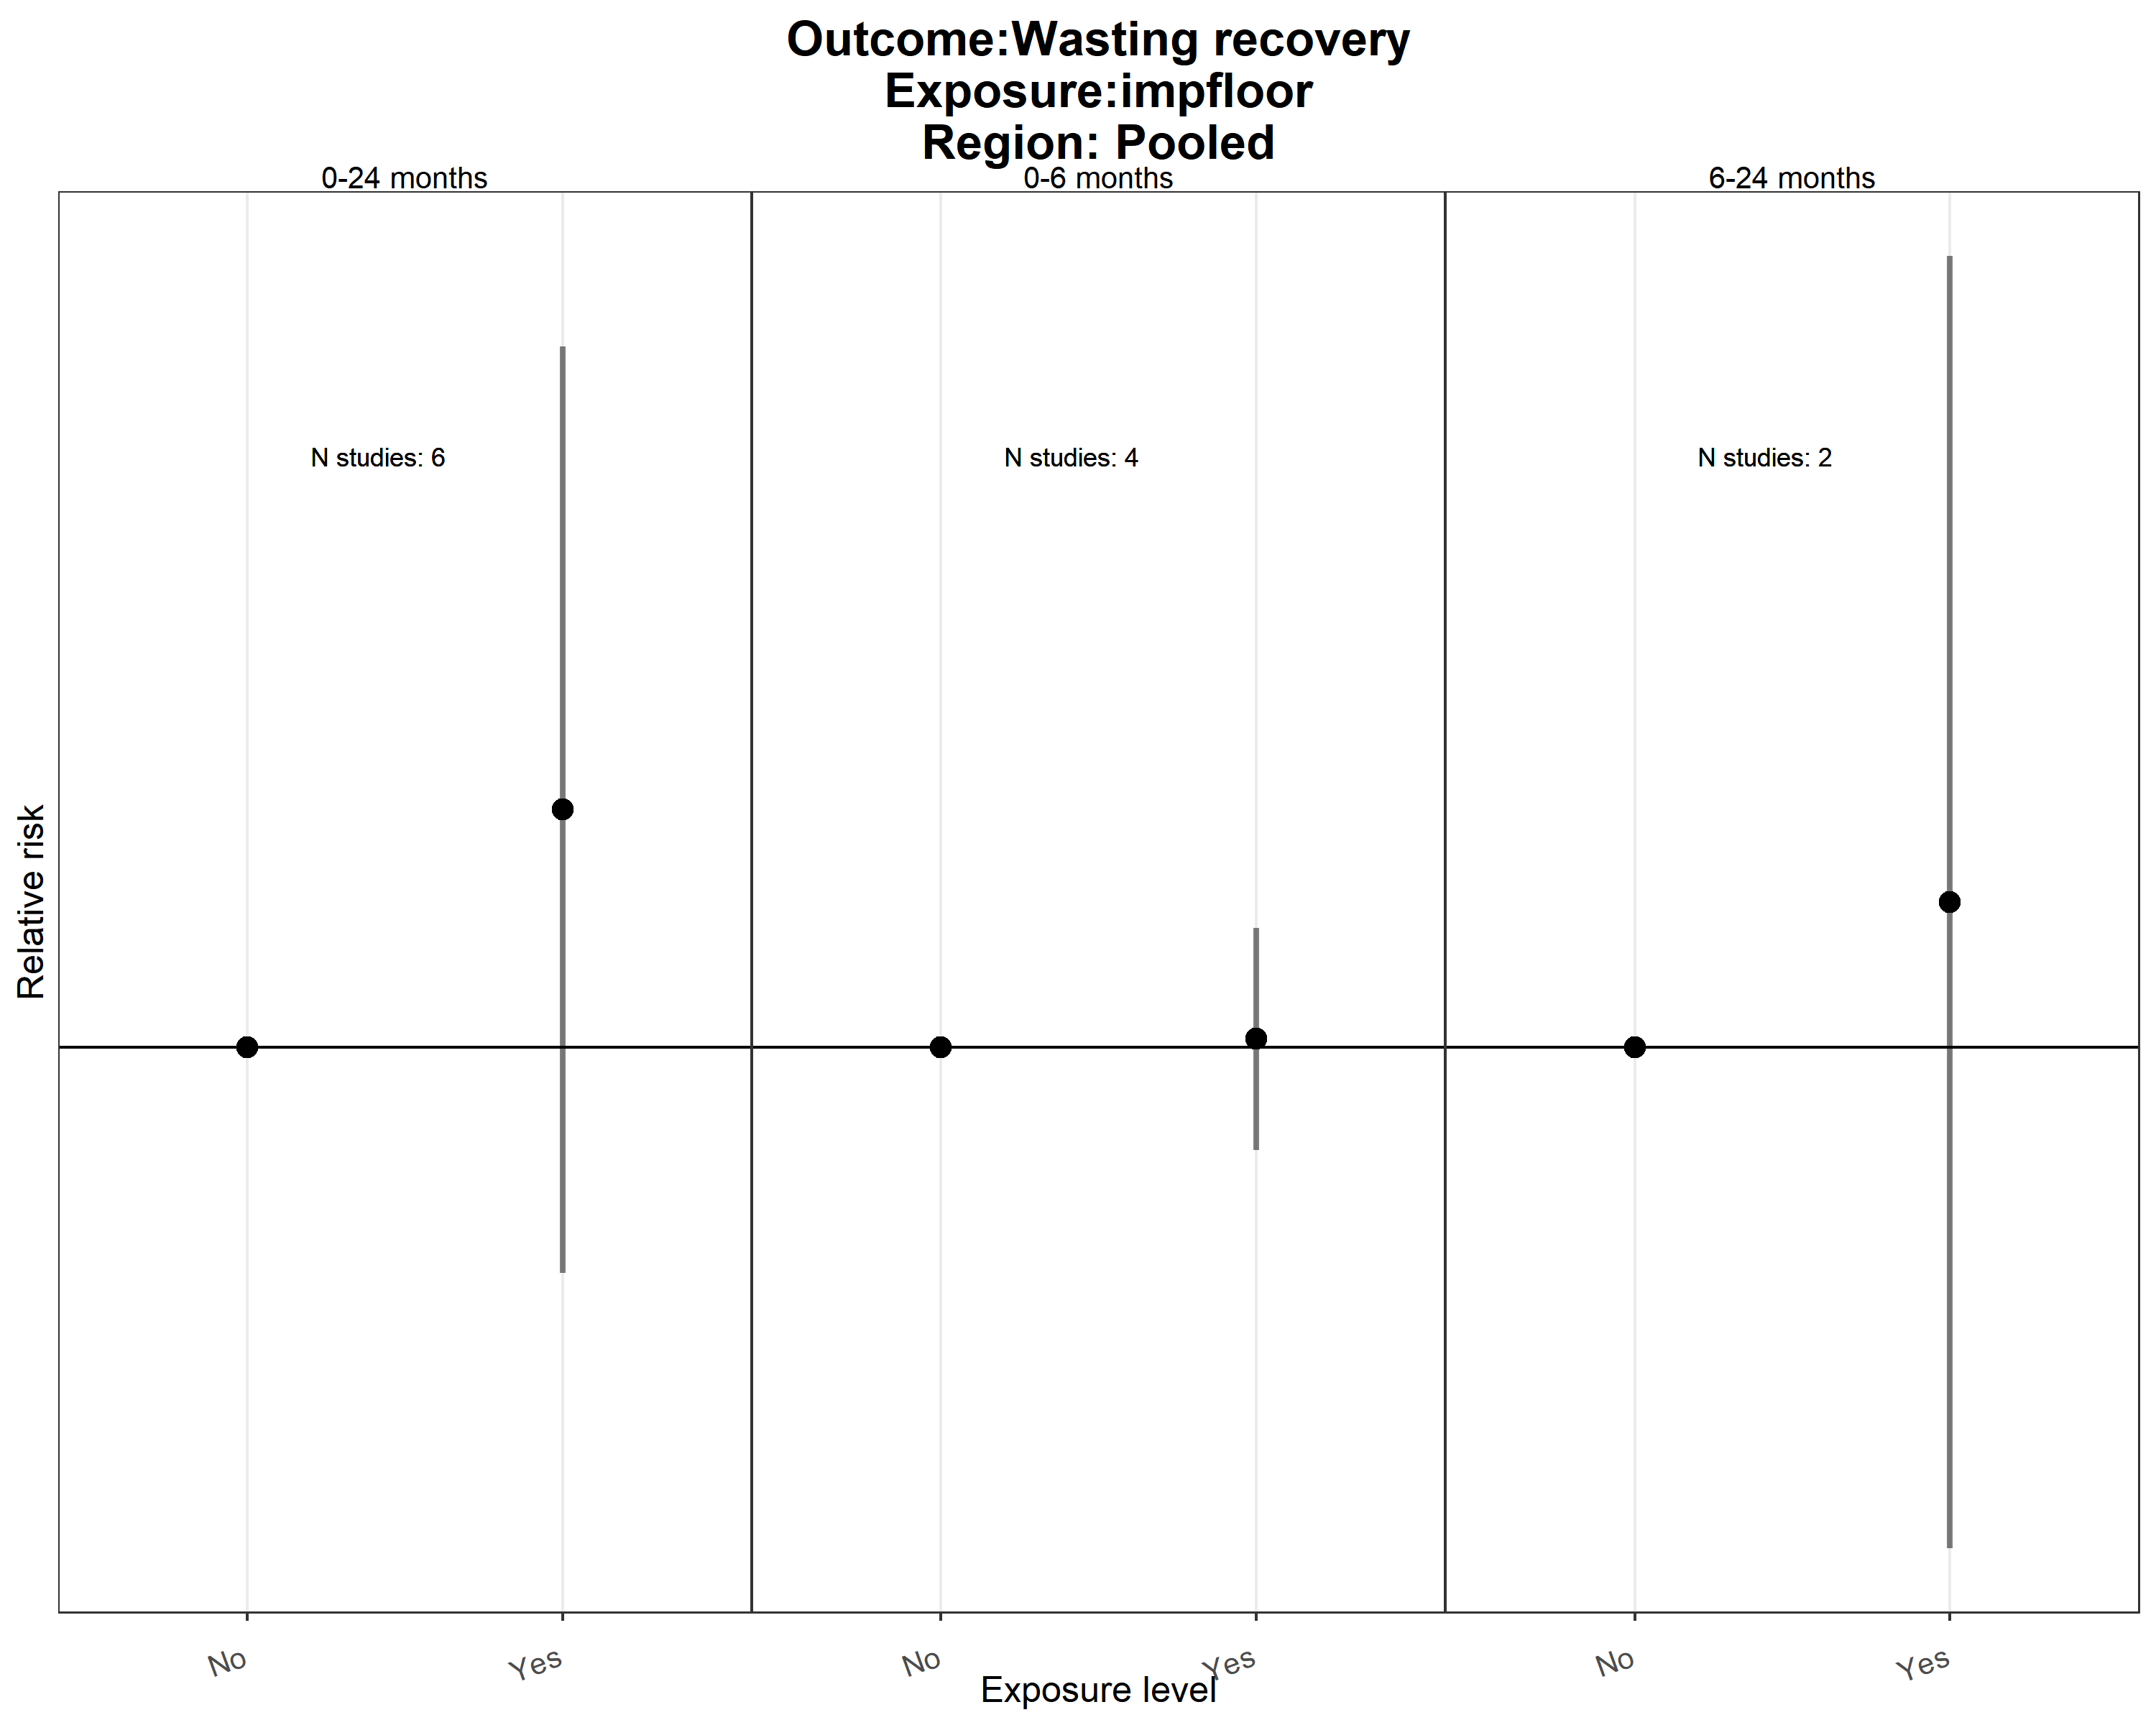 Outcome:Wasting recovery
Exposure:impfloor
Region: Pooled
0-24 months
0-6 months
6-24 months
N studies: 6
N studies: 4
N studies: 2
Relative risk
No
Yes
No
Yes
No
Yes
Exposure level